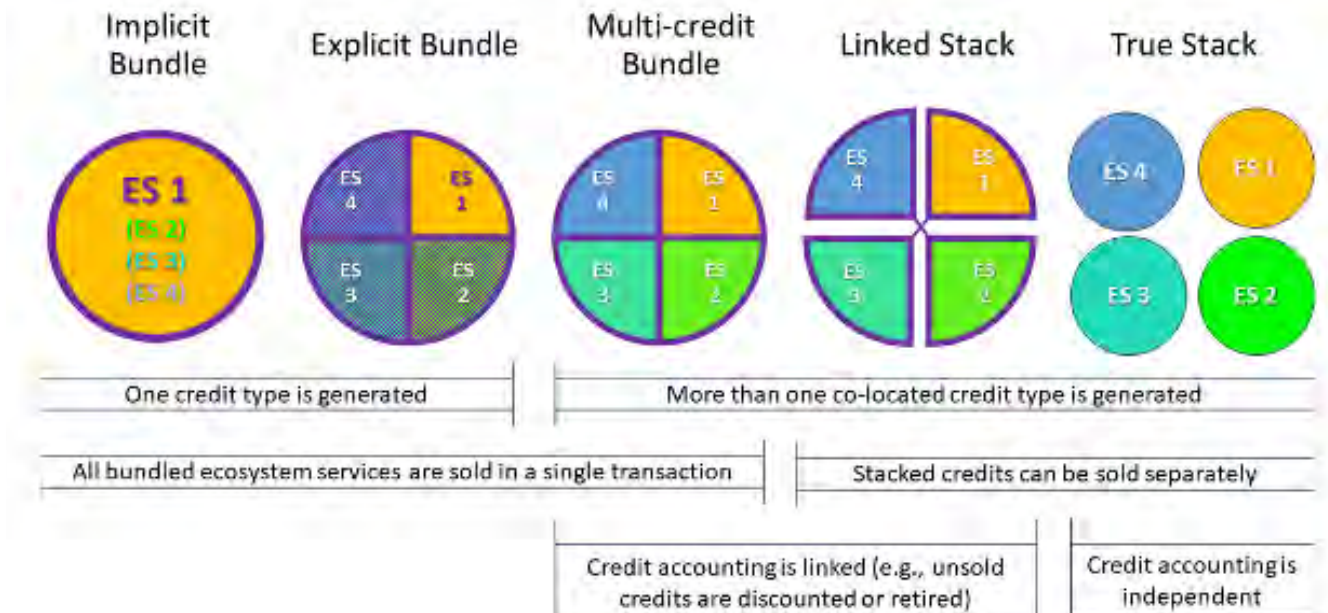 Implicit
Bundle
Explicit Bundle
Multi-credit
Bundle
Linked Stack
True Stack
ES 1
(ES 2)
(ES 3)
(ES 4)
ES
4
ES
1
ES
3
ES
2
ES
4
ES
1
ES
3
ES
2
ES
4
ES
1
ES
3
ES
2
ES 4
ES 1
ES 3
ES 2
One credit type is generated
More than one co-located credit type is generated
All bundled ecosystem services are sold in a single transaction
Stacked credits can be sold separately
Credit accounting is linked (e.g., unsold
credits are discounted or retired)
Credit accounting is
independent